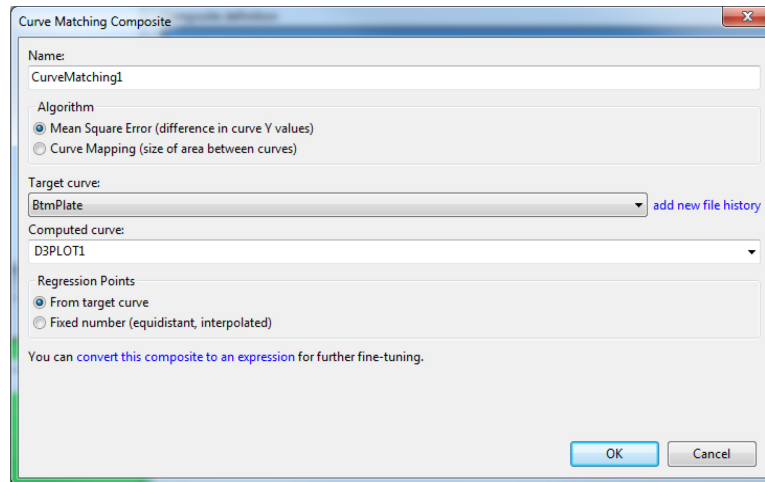 Curve Matching Composite
Name:
CurveMatching1
Algorithm
Mean Square Error (difference in curve Y values)
Curve Mapping (size of area between curves)
Target curve:
BtmPlate
add new file history
Computed curve:
D3PLOT1
Regression Points
From target curve
Fixed number (equidistant, interpolated)
You can convert this composite to an expression for further fine-tuning.
OK
Cancel